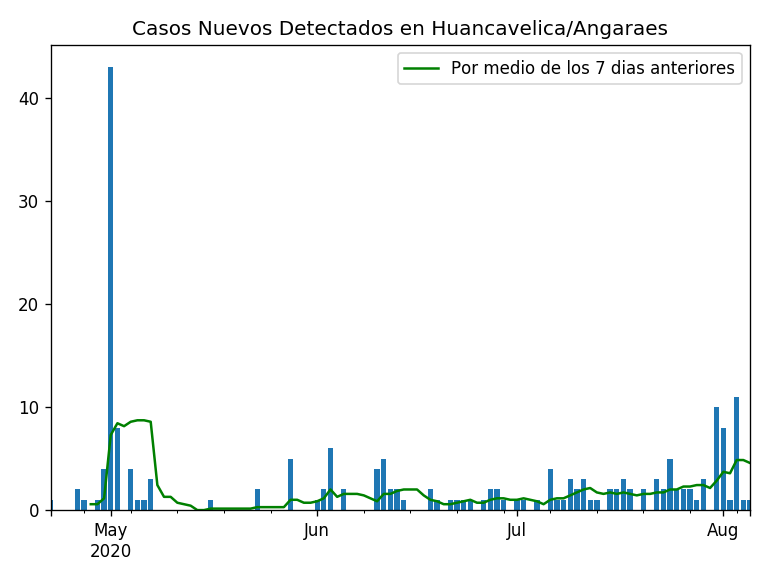 Casos Nuevos Detectados en Huancavelica/Angaraes
Por medio de los 7 dias anteriores
40
30
20
10
0
May
2020
Jun
Jul
Aug